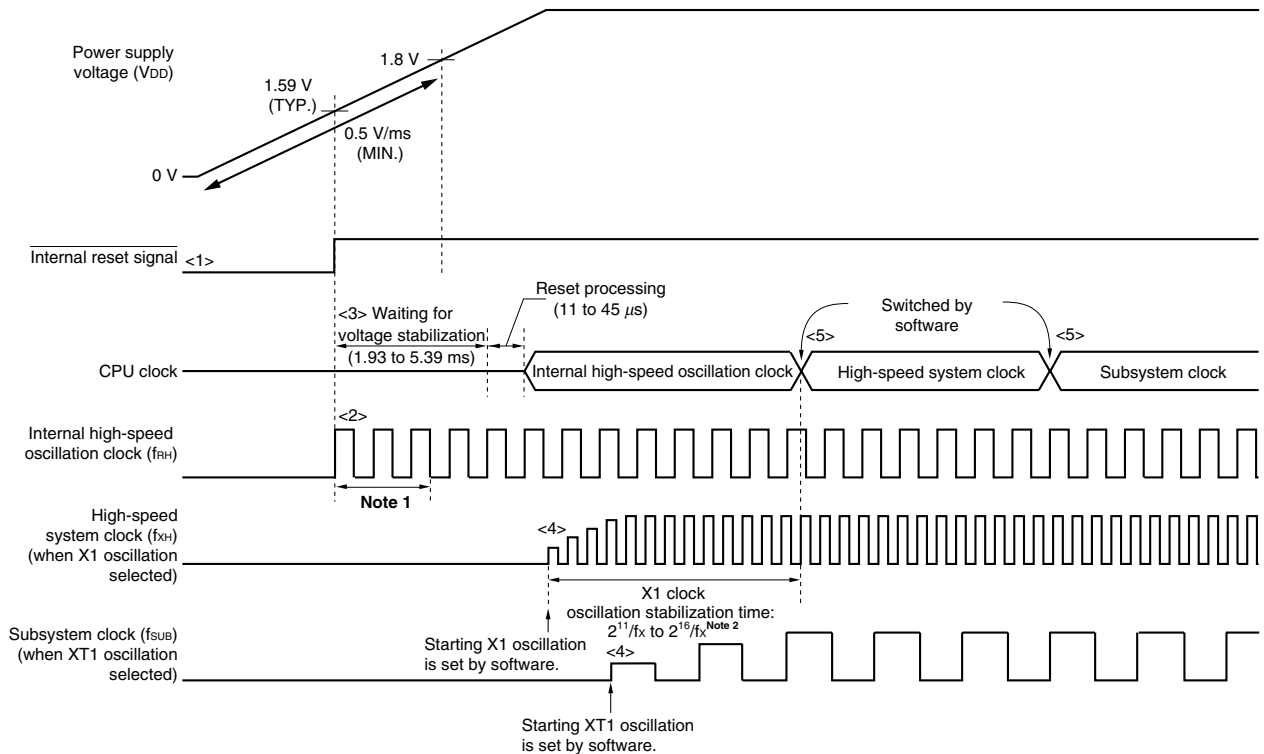 Power supply
voltage (VDD)
1.8 V
1.59 V
(TYP.)
0.5 V/ms
(MIN.)
0 V
Internal reset signal
<1>
Reset processing
(11 to 45 μs)
<3> Waiting for
voltage stabilization
(1.93 to 5.39 ms)
Switched by
software
<5>
<5>
CPU clock
Internal high-speed oscillation clock
High-speed system clock
Subsystem clock
Internal high-speed
oscillation clock (fRH)
<2>
Note 1
High-speed
system clock (fXH)
(when X1 oscillation
selected)
<4>
X1 clock
oscillation stabilization time:
2^11/fX to 2^16/fX Note 2
Starting X1 oscillation
is set by software.
Subsystem clock (fSUB)
(when XT1 oscillation
selected)
<4>
Starting XT1 oscillation
is set by software.